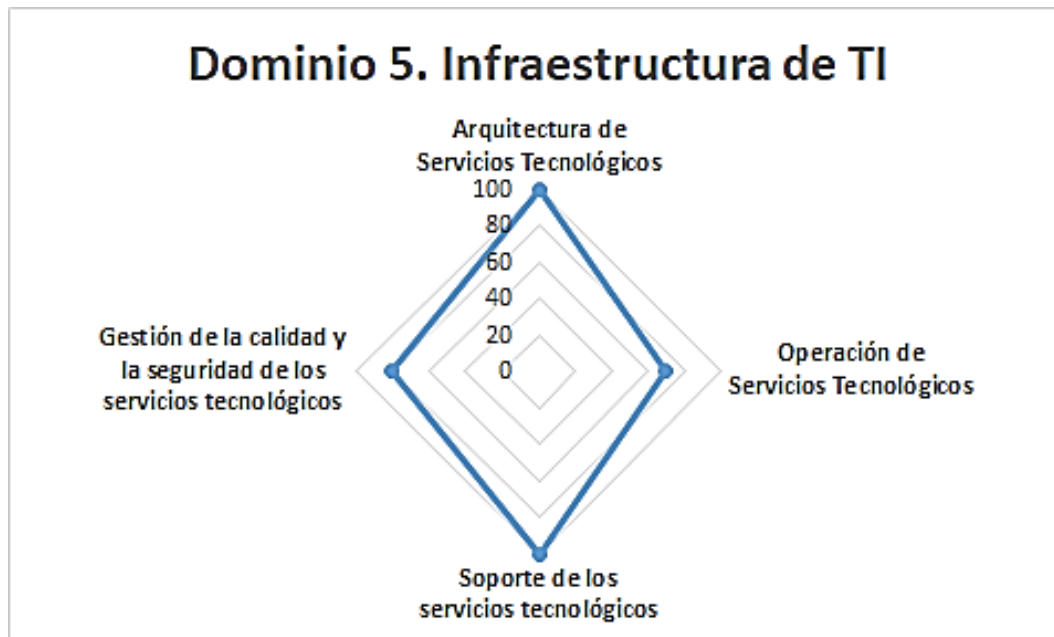 Dominio 5. Infraestructura de TI
Arquitectura de
Servicios Tecnológicos
100
80
60
40
20
0
Gestión de la calidad y
la seguridad de los
servicios tecnológicos
Operación de
Servicios Tecnológicos
Soporte de los
servicios tecnológicos